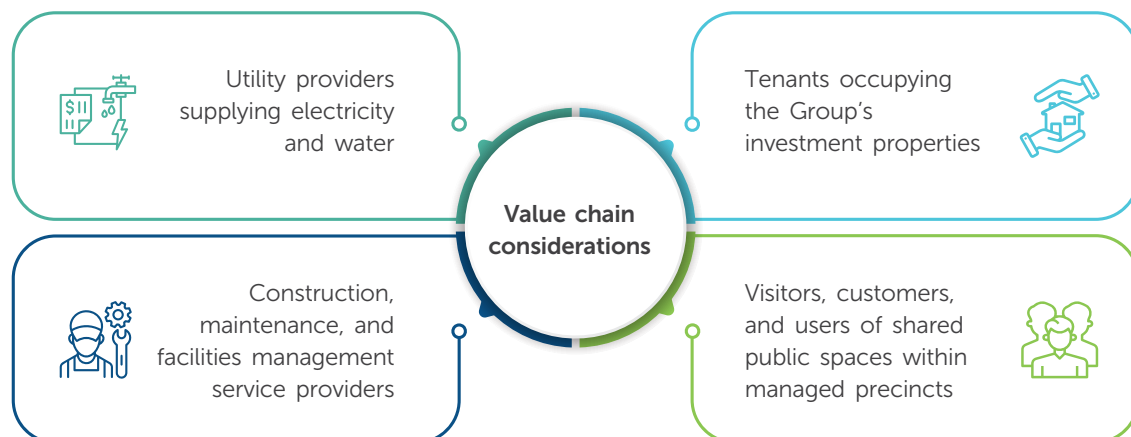 Utility providers
supplying electricity
and water
Tenants occupying
the Group's
investment properties
Value chain
considerations
Construction,
maintenance, and
facilities management
service providers
Visitors, customers,
and users of shared
public spaces within
managed precincts
$